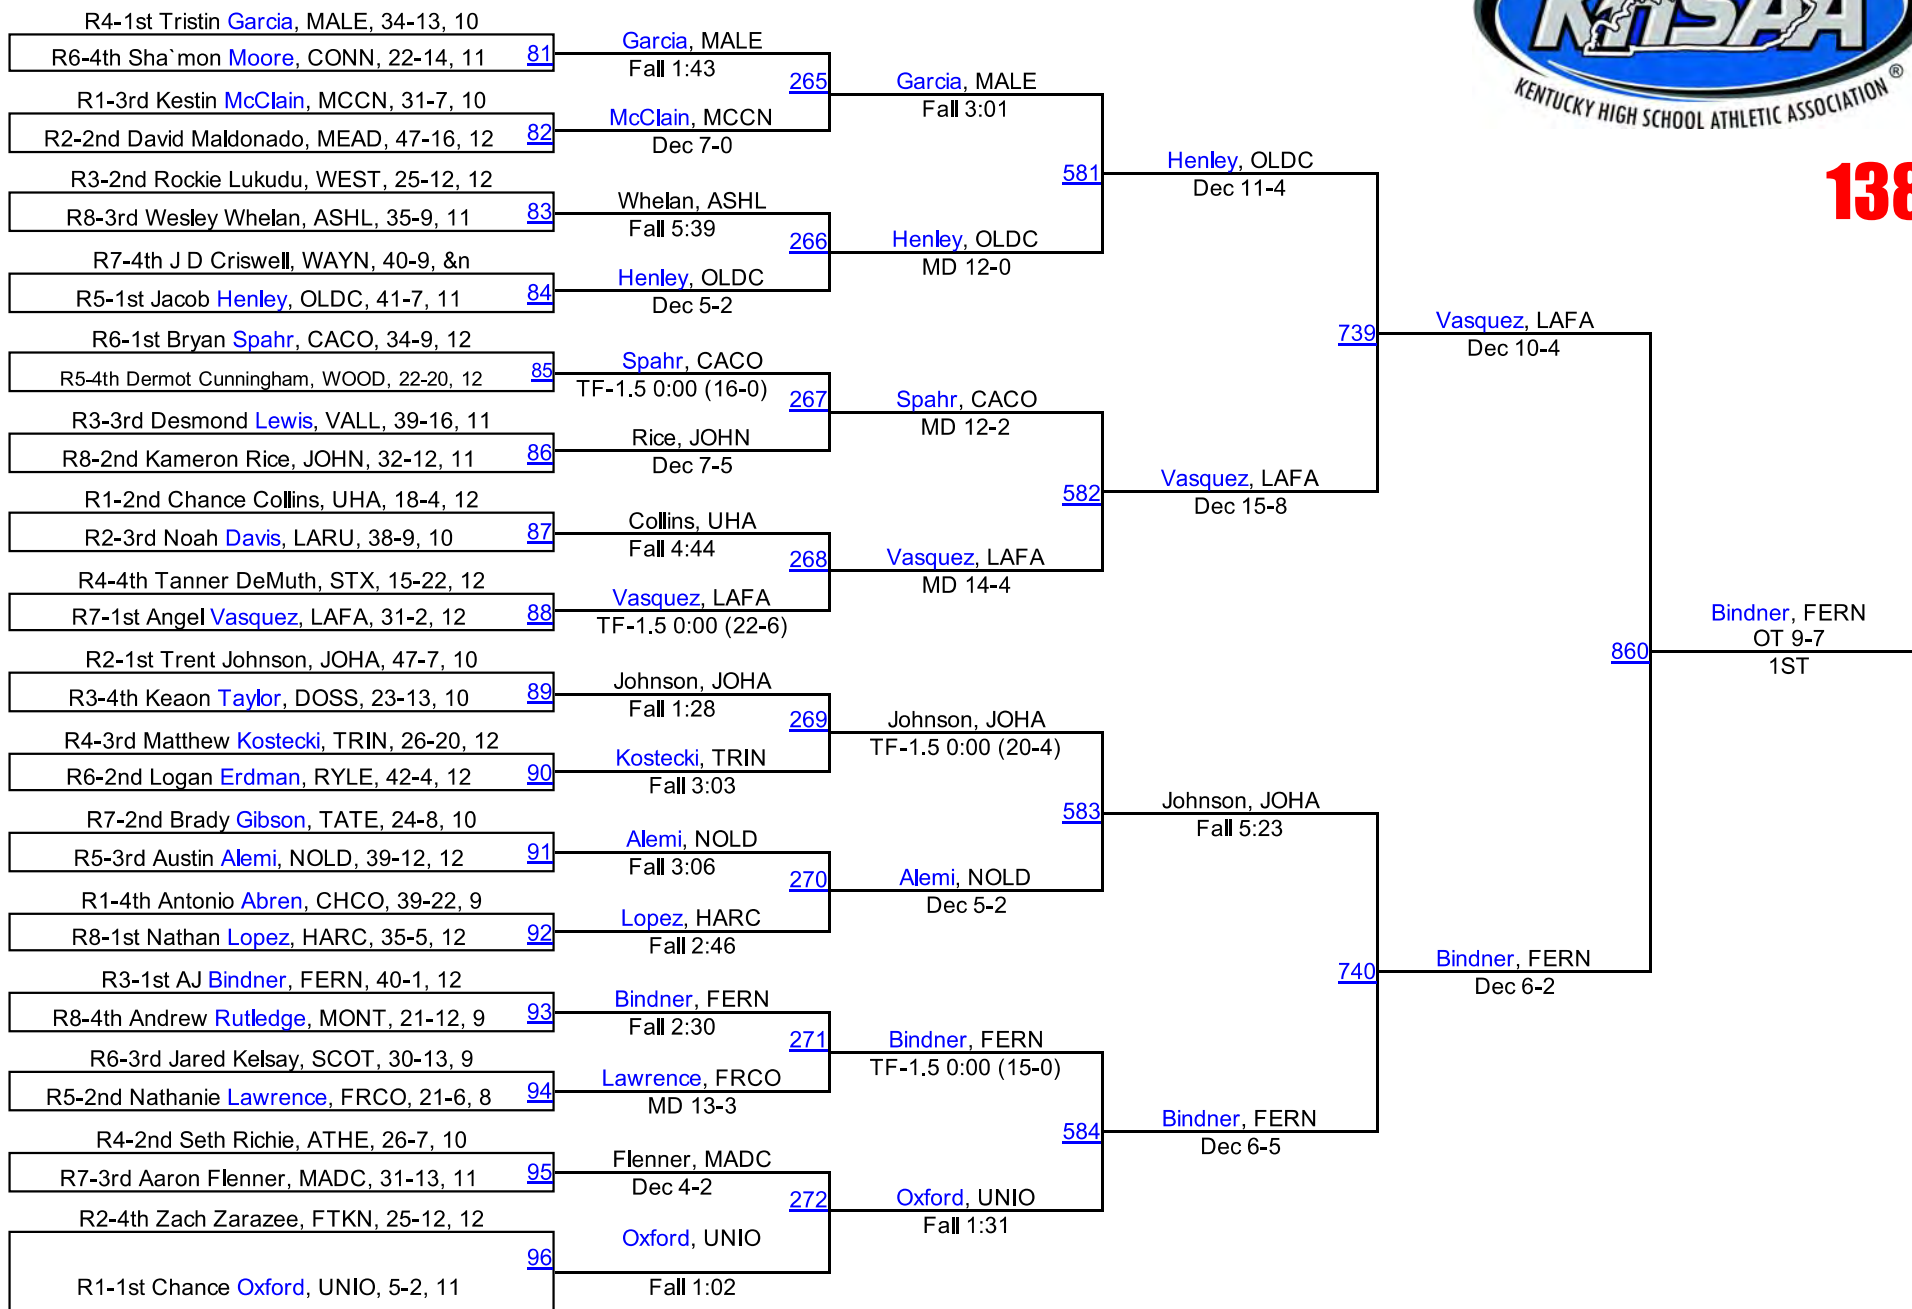 R4-1st Tristin Garcia, MALE, 34-13, 10
R6-4th Sha`mon Moore, CONN, 22-14, 11
81
R1-3rd Kestin McClain, MCCN, 31-7, 10
R2-2nd David Maldonado, MEAD, 47-16, 12
82
R3-2nd Rockie Lukudu, WEST, 25-12, 12
R8-3rd Wesley Whelan, ASHL, 35-9, 11
83
R7-4th J D Criswell, WAYN, 40-9, &n
R5-1st Jacob Henley, OLDC, 41-7, 11
84
R6-1st Bryan Spahr, CACO, 34-9, 12
R5-4th Dermot Cunningham, WOOD, 22-20, 12
85
R3-3rd Desmond Lewis, VALL, 39-16, 11
R8-2nd Kameron Rice, JOHN, 32-12, 11
86
R1-2nd Chance Collins, UHA, 18-4, 12
R2-3rd Noah Davis, LARU, 38-9, 10
87
R4-4th Tanner DeMuth, STX, 15-22, 12
R7-1st Angel Vasquez, LAFA, 31-2, 12
88
R2-1st Trent Johnson, JOHA, 47-7, 10
R3-4th Keaon Taylor, DOSS, 23-13, 10
89
R4-3rd Matthew Kostecki, TRIN, 26-20, 12
R6-2nd Logan Erdman, RYLE, 42-4, 12
90
R7-2nd Brady Gibson, TATE, 24-8, 10
R5-3rd Austin Alemi, NOLD, 39-12, 12
91
R1-4th Antonio Abren, CHCO, 39-22, 9
R8-1st Nathan Lopez, HARC, 35-5, 12
92
R3-1st AJ Bindner, FERN, 40-1, 12
R8-4th Andrew Rutledge, MONT, 21-12, 9
93
R6-3rd Jared Kelsay, SCOT, 30-13, 9
R5-2nd Nathanie Lawrence, FRCO, 21-6, 8
94
R4-2nd Seth Richie, ATHE, 26-7, 10
R7-3rd Aaron Flenner, MADC, 31-13, 11
95
R2-4th Zach Zarazee, FTKN, 25-12, 12
R1-1st Chance Oxford, UNIO, 5-2, 11
96
Garcia, MALE
Fall 1:43
265
McClain, MCCN
Dec 7-0
Whelan, ASHL
Fall 5:39
266
Henley, OLDC
Dec 5-2
Spahr, CACO
TF-1.5 0:00 (16-0)
267
Rice, JOHN
Dec 7-5
Collins, UHA
Fall 4:44
268
Vasquez, LAFA
TF-1.5 0:00 (22-6)
Johnson, JOHA
Fall 1:28
269
Kostecki, TRIN
Fall 3:03
Alemi, NOLD
Fall 3:06
270
Lopez, HARC
Fall 2:46
Bindner, FERN
Fall 2:30
271
Lawrence, FRCO
MD 13-3
Flenner, MADC
Dec 4-2
272
Oxford, UNIO
Fall 1:02
Garcia, MALE
Fall 3:01
581
Henley, OLDC
MD 12-0
Spahr, CACO
MD 12-2
582
Vasquez, LAFA
MD 14-4
Johnson, JOHA
TF-1.5 0:00 (20-4)
583
Alemi, NOLD
Dec 5-2
Bindner, FERN
TF-1.5 0:00 (15-0)
584
Oxford, UNIO
Fall 1:31
Henley, OLDC
Dec 11-4
739
Vasquez, LAFA
Dec 15-8
Johnson, JOHA
Fall 5:23
740
Bindner, FERN
Dec 6-5
Vasquez, LAFA
Dec 10-4
860
Bindner, FERN
Dec 6-2
Bindner, FERN
OT 9-7
1ST
KHSAA
®
KENTUCKY HIGH SCHOOL ATHLETIC ASSOCIATION
138